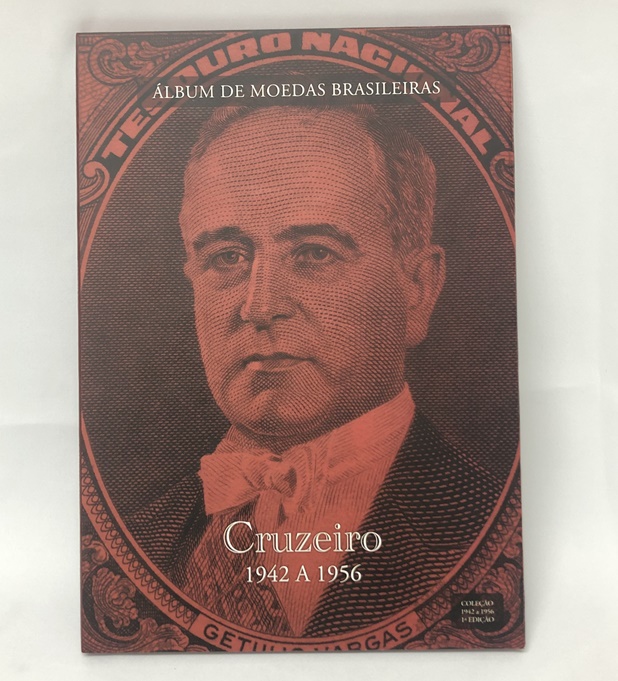 TESOURO NACIONAL
ÁLBUM DE MOEDAS BRASILEIRAS
Cruzeiro
1942 A 1956
COLEÇÃO
1942 a 1956
1ª EDIÇÃO
GETULIO VARGAS